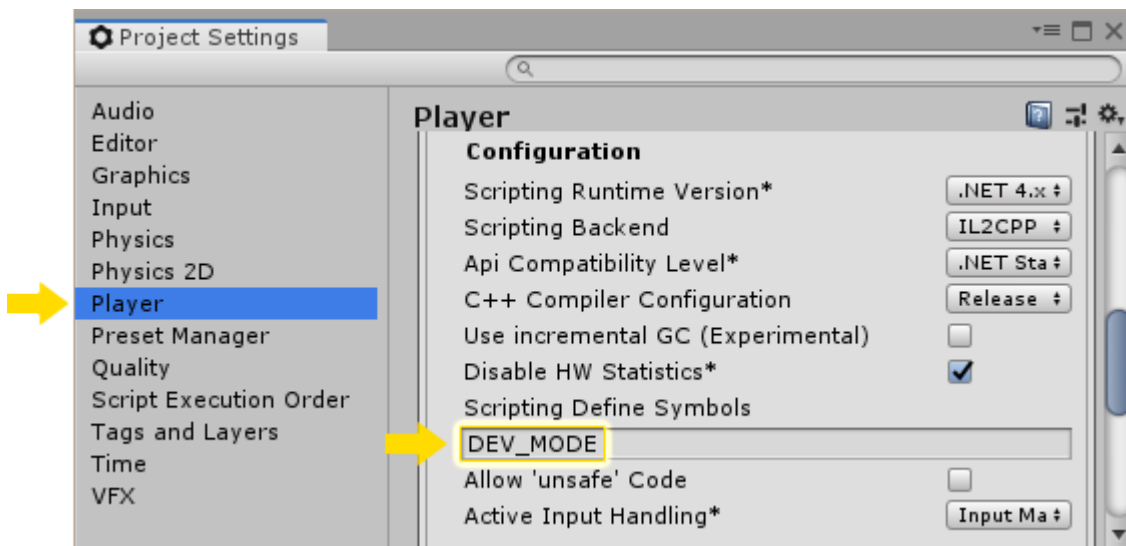 Project Settings
Audio
Editor
Graphics
Input
Physics
Physics 2D
Player
Preset Manager
Quality
Script Execution Order
Tags and Layers
Time
VFX
Player
Configuration
Scripting Runtime Version* .NET 4.x
Scripting Backend IL2CPP
Api Compatibility Level* .NET Sta
C++ Compiler Configuration Release
Use incremental GC (Experimental)
Disable HW Statistics*
Scripting Define Symbols
DEV_MODE
Allow 'unsafe' Code
Active Input Handling* Input Ma